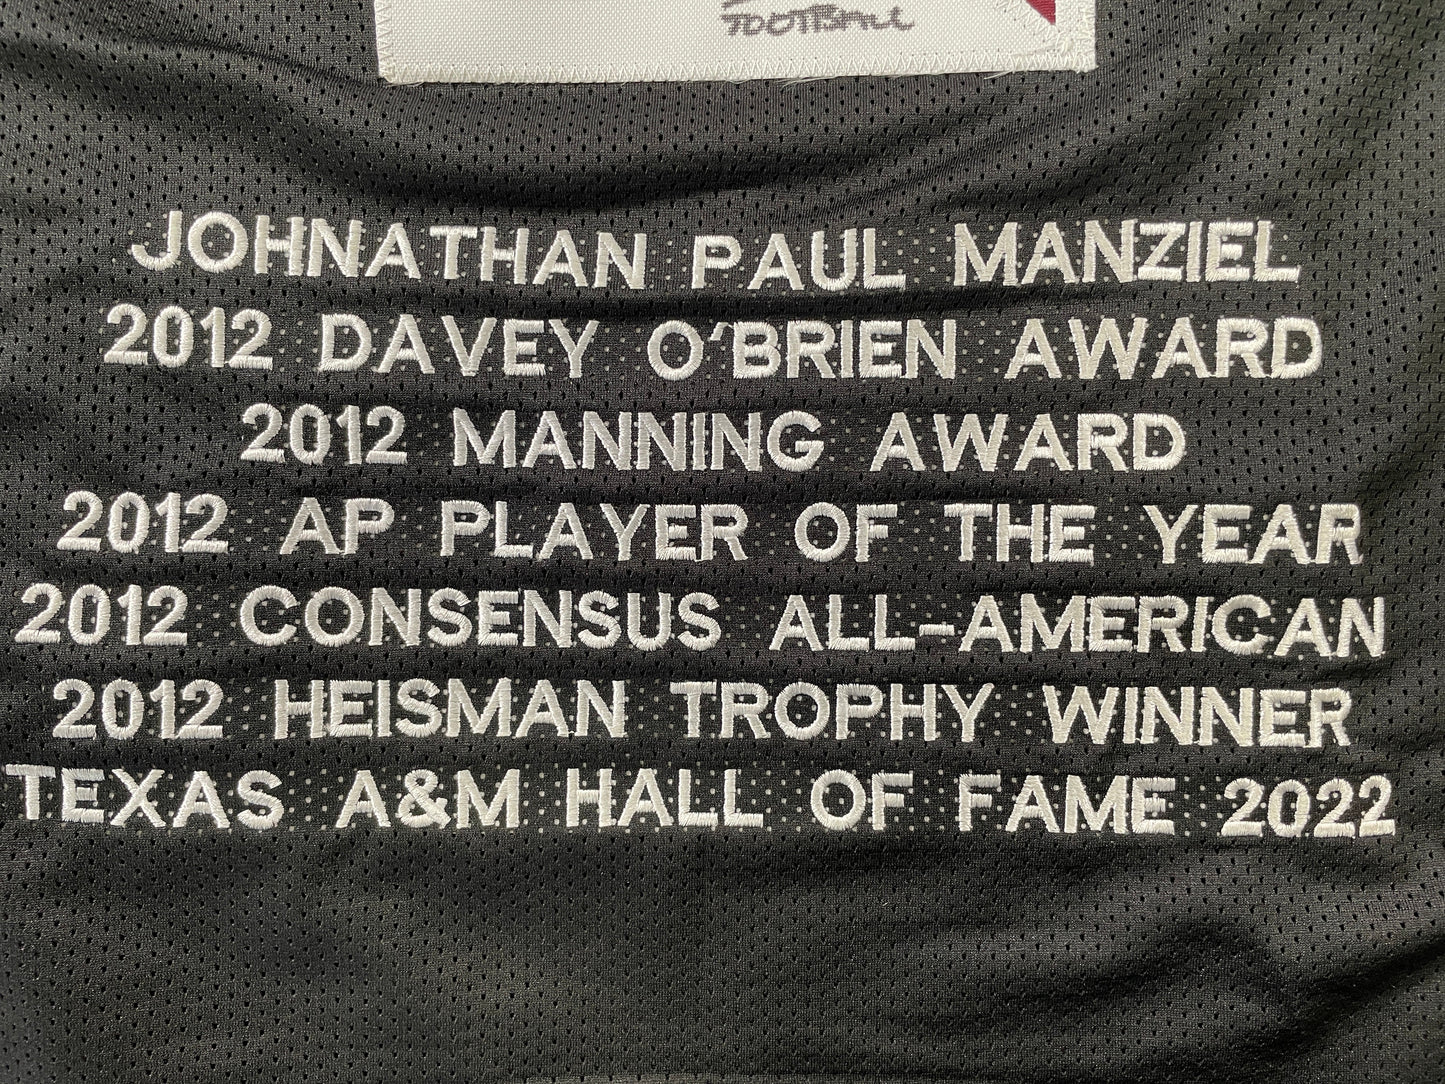 FOOTBALL
JOHNATHAN PAUL MANZIEL
2012 DAVEY O'BRIEN AWARD
2012 MANNING AWARD
2012 AP PLAYER OF THE YEAR
2012 CONSENSUS ALL-AMERICAN
2012 HEISMAN TROPHY WINNER
TEXAS A&M HALL OF FAME 2022